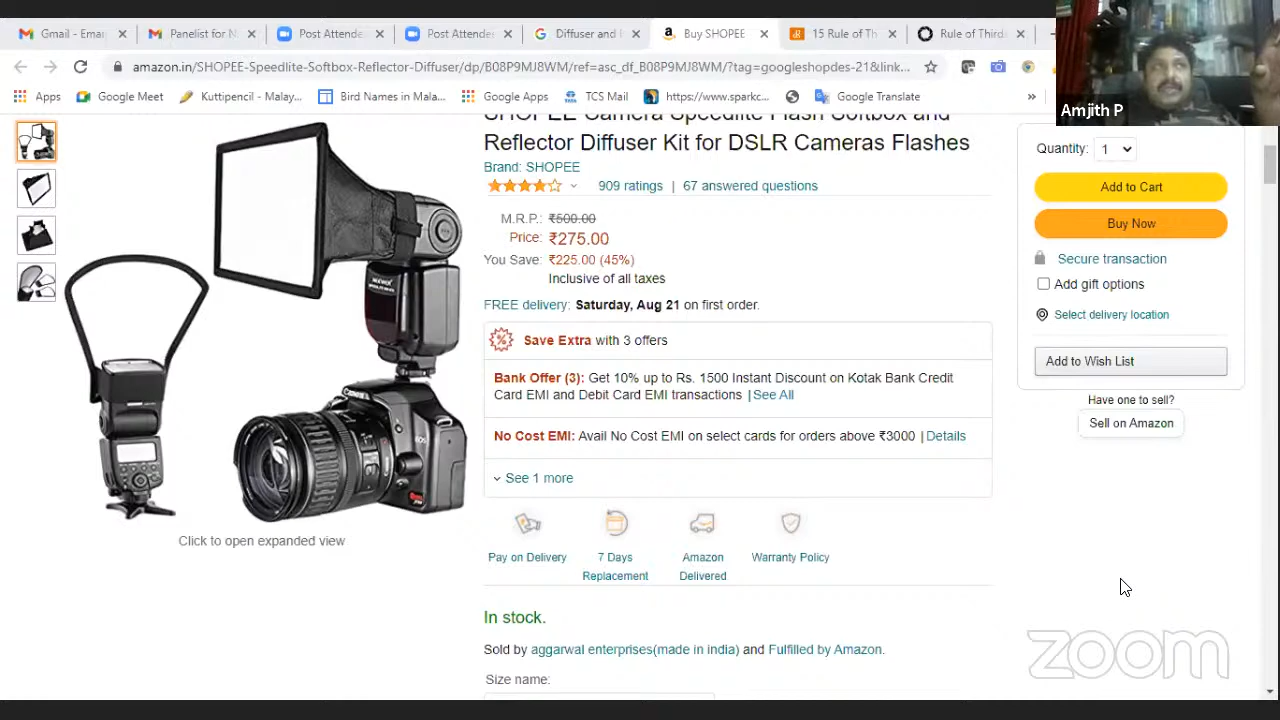 Gmail - Emai
Panelist for N
Post Attende
Post Attende
Diffuser and
Buy SHOPEE
15 Rule of Th
Rule of Third
amazon.in/SHOPEE-Speedlite-Softbox-Reflector-Diffuser/dp/B08P9MJ8WM/ref=asc_df_B08P9MJ8WM/?tag=googleshopdes-21&link...
Apps
Google Meet
Kuttipencil - Malay...
Bird Names in Mala...
Google Apps
TCS Mail
https://www.sparkc...
Google Translate
»
Amjith P
SHOPEE Camera Speedlite Flash Softbox and
Reflector Diffuser Kit for DSLR Cameras Flashes
Brand: SHOPEE
909 ratings | 67 answered questions
M.R.P.: ₹500.00
Price: ₹275.00
You Save: ₹225.00 (45%)
Inclusive of all taxes
FREE delivery: Saturday, Aug 21 on first order.
Save Extra with 3 offers
Bank Offer (3): Get 10% up to Rs. 1500 Instant Discount on Kotak Bank Credit
Card EMI and Debit Card EMI transactions | See All
No Cost EMI: Avail No Cost EMI on select cards for orders above ₹3000 | Details
See 1 more
Pay on Delivery
7 Days
Replacement
Amazon
Delivered
Warranty Policy
In stock.
Sold by aggarwal enterprises(made in india) and Fulfilled by Amazon.
Size name:
Click to open expanded view
Quantity: 1
Add to Cart
Buy Now
Secure transaction
Add gift options
Select delivery location
Add to Wish List
Have one to sell?
Sell on Amazon
zoom